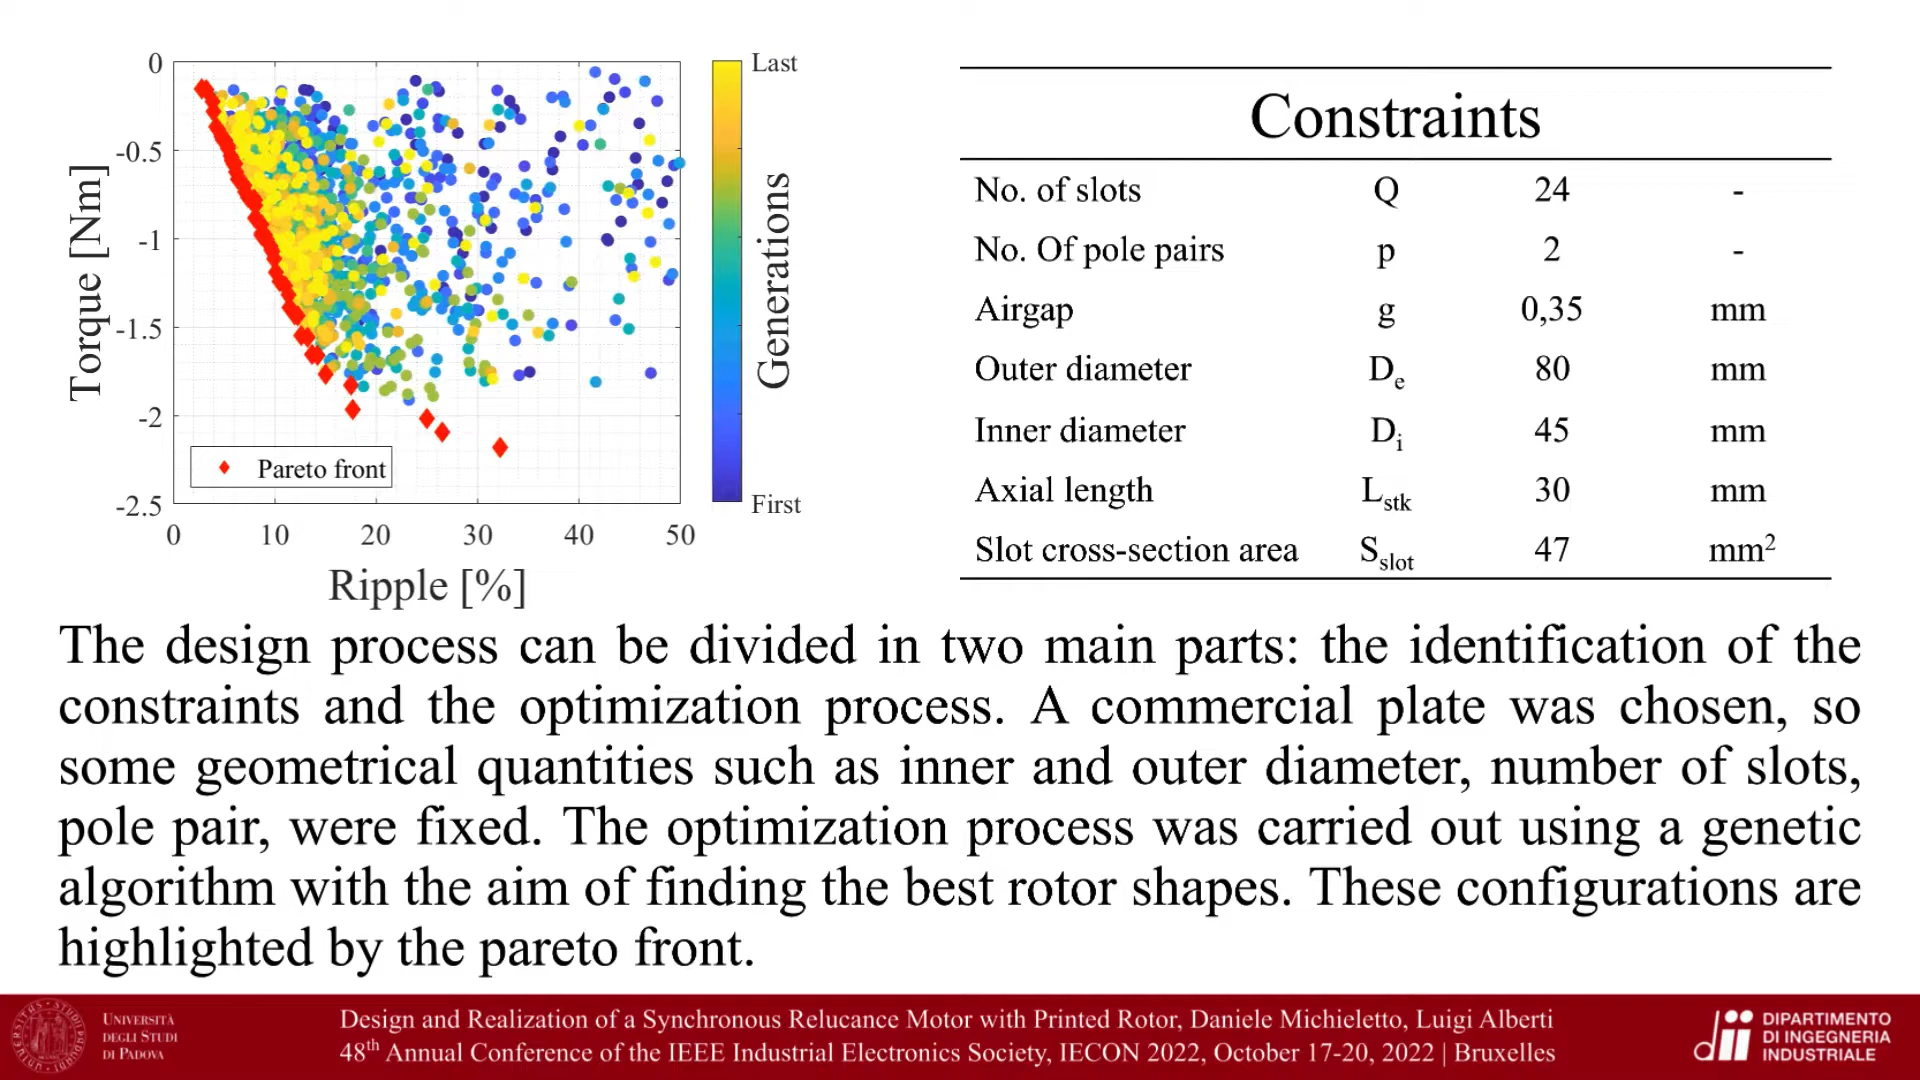 0
-0.5
-1
-1.5
-2
-2.5
Torque [Nm]
0 10 20 30 40 50
Ripple [%]
Pareto front
Last
Generations
First
Constraints
No. of slots Q 24 -
No. Of pole pairs p 2 -
Airgap g 0,35 mm
Outer diameter De 80 mm
Inner diameter Di 45 mm
Axial length Lstk 30 mm
Slot cross-section area Sslot 47 mm2
The design process can be divided in two main parts: the identification of the
constraints and the optimization process. A commercial plate was chosen, so
some geometrical quantities such as inner and outer diameter, number of slots,
pole pair, were fixed. The optimization process was carried out using a genetic
algorithm with the aim of finding the best rotor shapes. These configurations are
highlighted by the pareto front.
UNIVERSITÀ
DEGLI STUDI
DI PADOVA
Design and Realization of a Synchronous Relucance Motor with Printed Rotor, Daniele Michieletto, Luigi Alberti
48th Annual Conference of the IEEE Industrial Electronics Society, IECON 2022, October 17-20, 2022 | Bruxelles
DIPARTIMENTO
DI INGEGNERIA
INDUSTRIALE